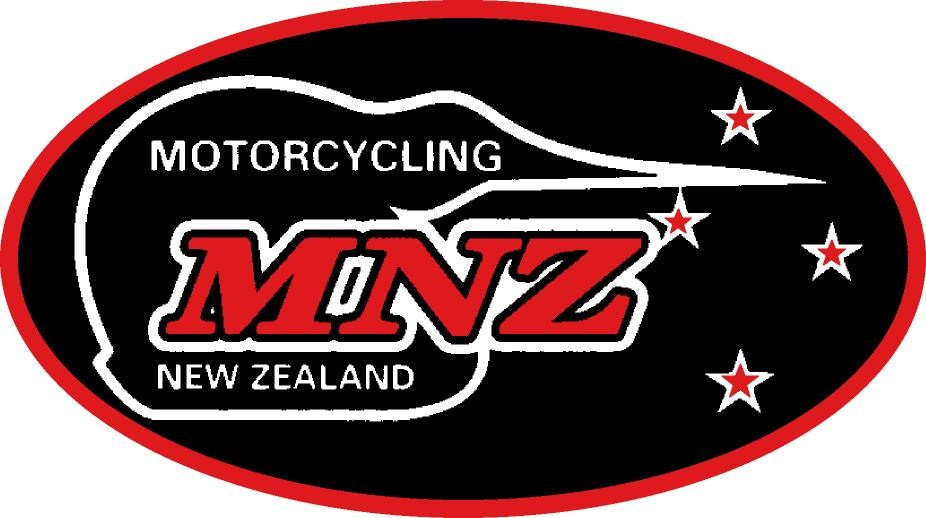 MOTORCYCLING
MNZ
NEW ZEALAND